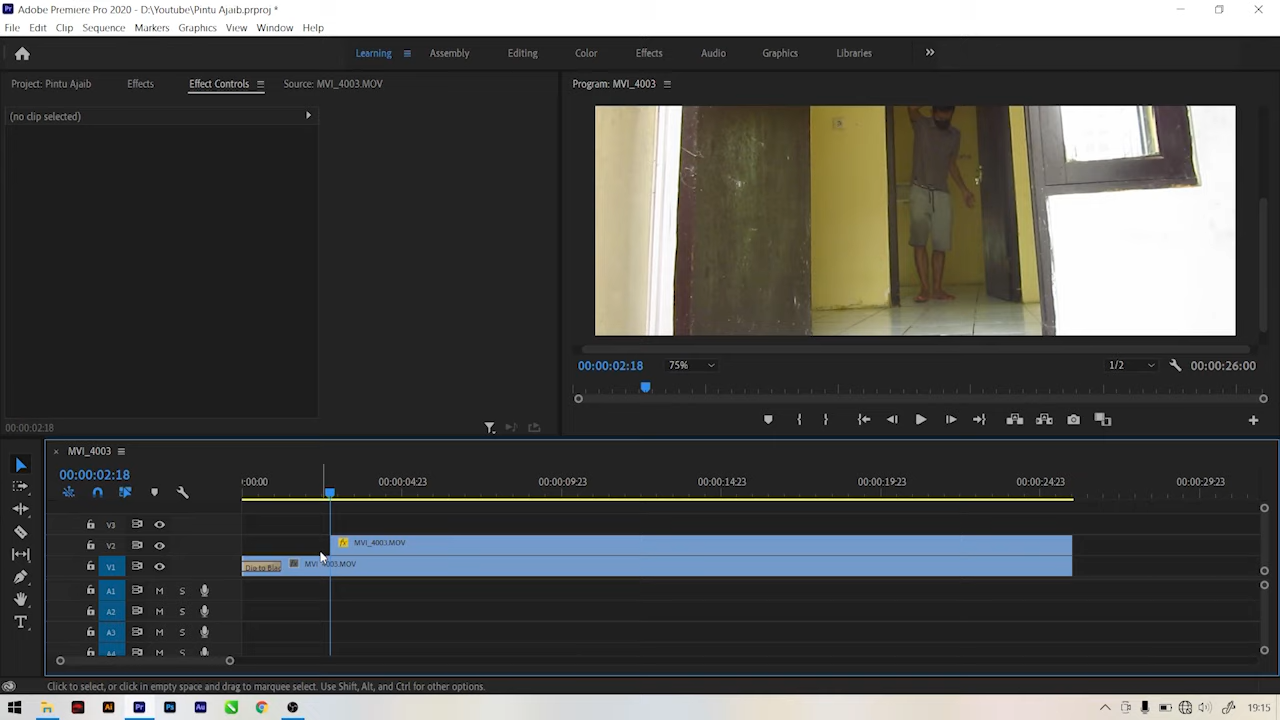 Pr Adobe Premiere Pro 2020 - D:\Youtube\Pintu Ajaib.prproj *
File Edit Clip Sequence Markers Graphics View Window Help
Learning Assembly Editing Color Effects Audio Graphics Libraries
Project: Pintu Ajaib Effects Effect Controls Source: MVI_4003.MOV
Program: MVI_4003
(no clip selected)
00:00:02:18 75% 1/2 00:00:26:00
00:00:02:18
MVI_4003
00:00:02:18
:00:00 00:00:04:23 00:00:09:23 00:00:14:23 00:00:19:23 00:00:24:23 00:00:29:23
V3
V2 MVI_4003.MOV
V1 Dip to Blac MVI_4003.MOV
A1 M S
A2 M S
A3 M S
A4 M S
Click to select, or click in empty space and drag to marquee select. Use Shift, Alt, and Ctrl for other options.
Ai Pr Ps Au 19:15